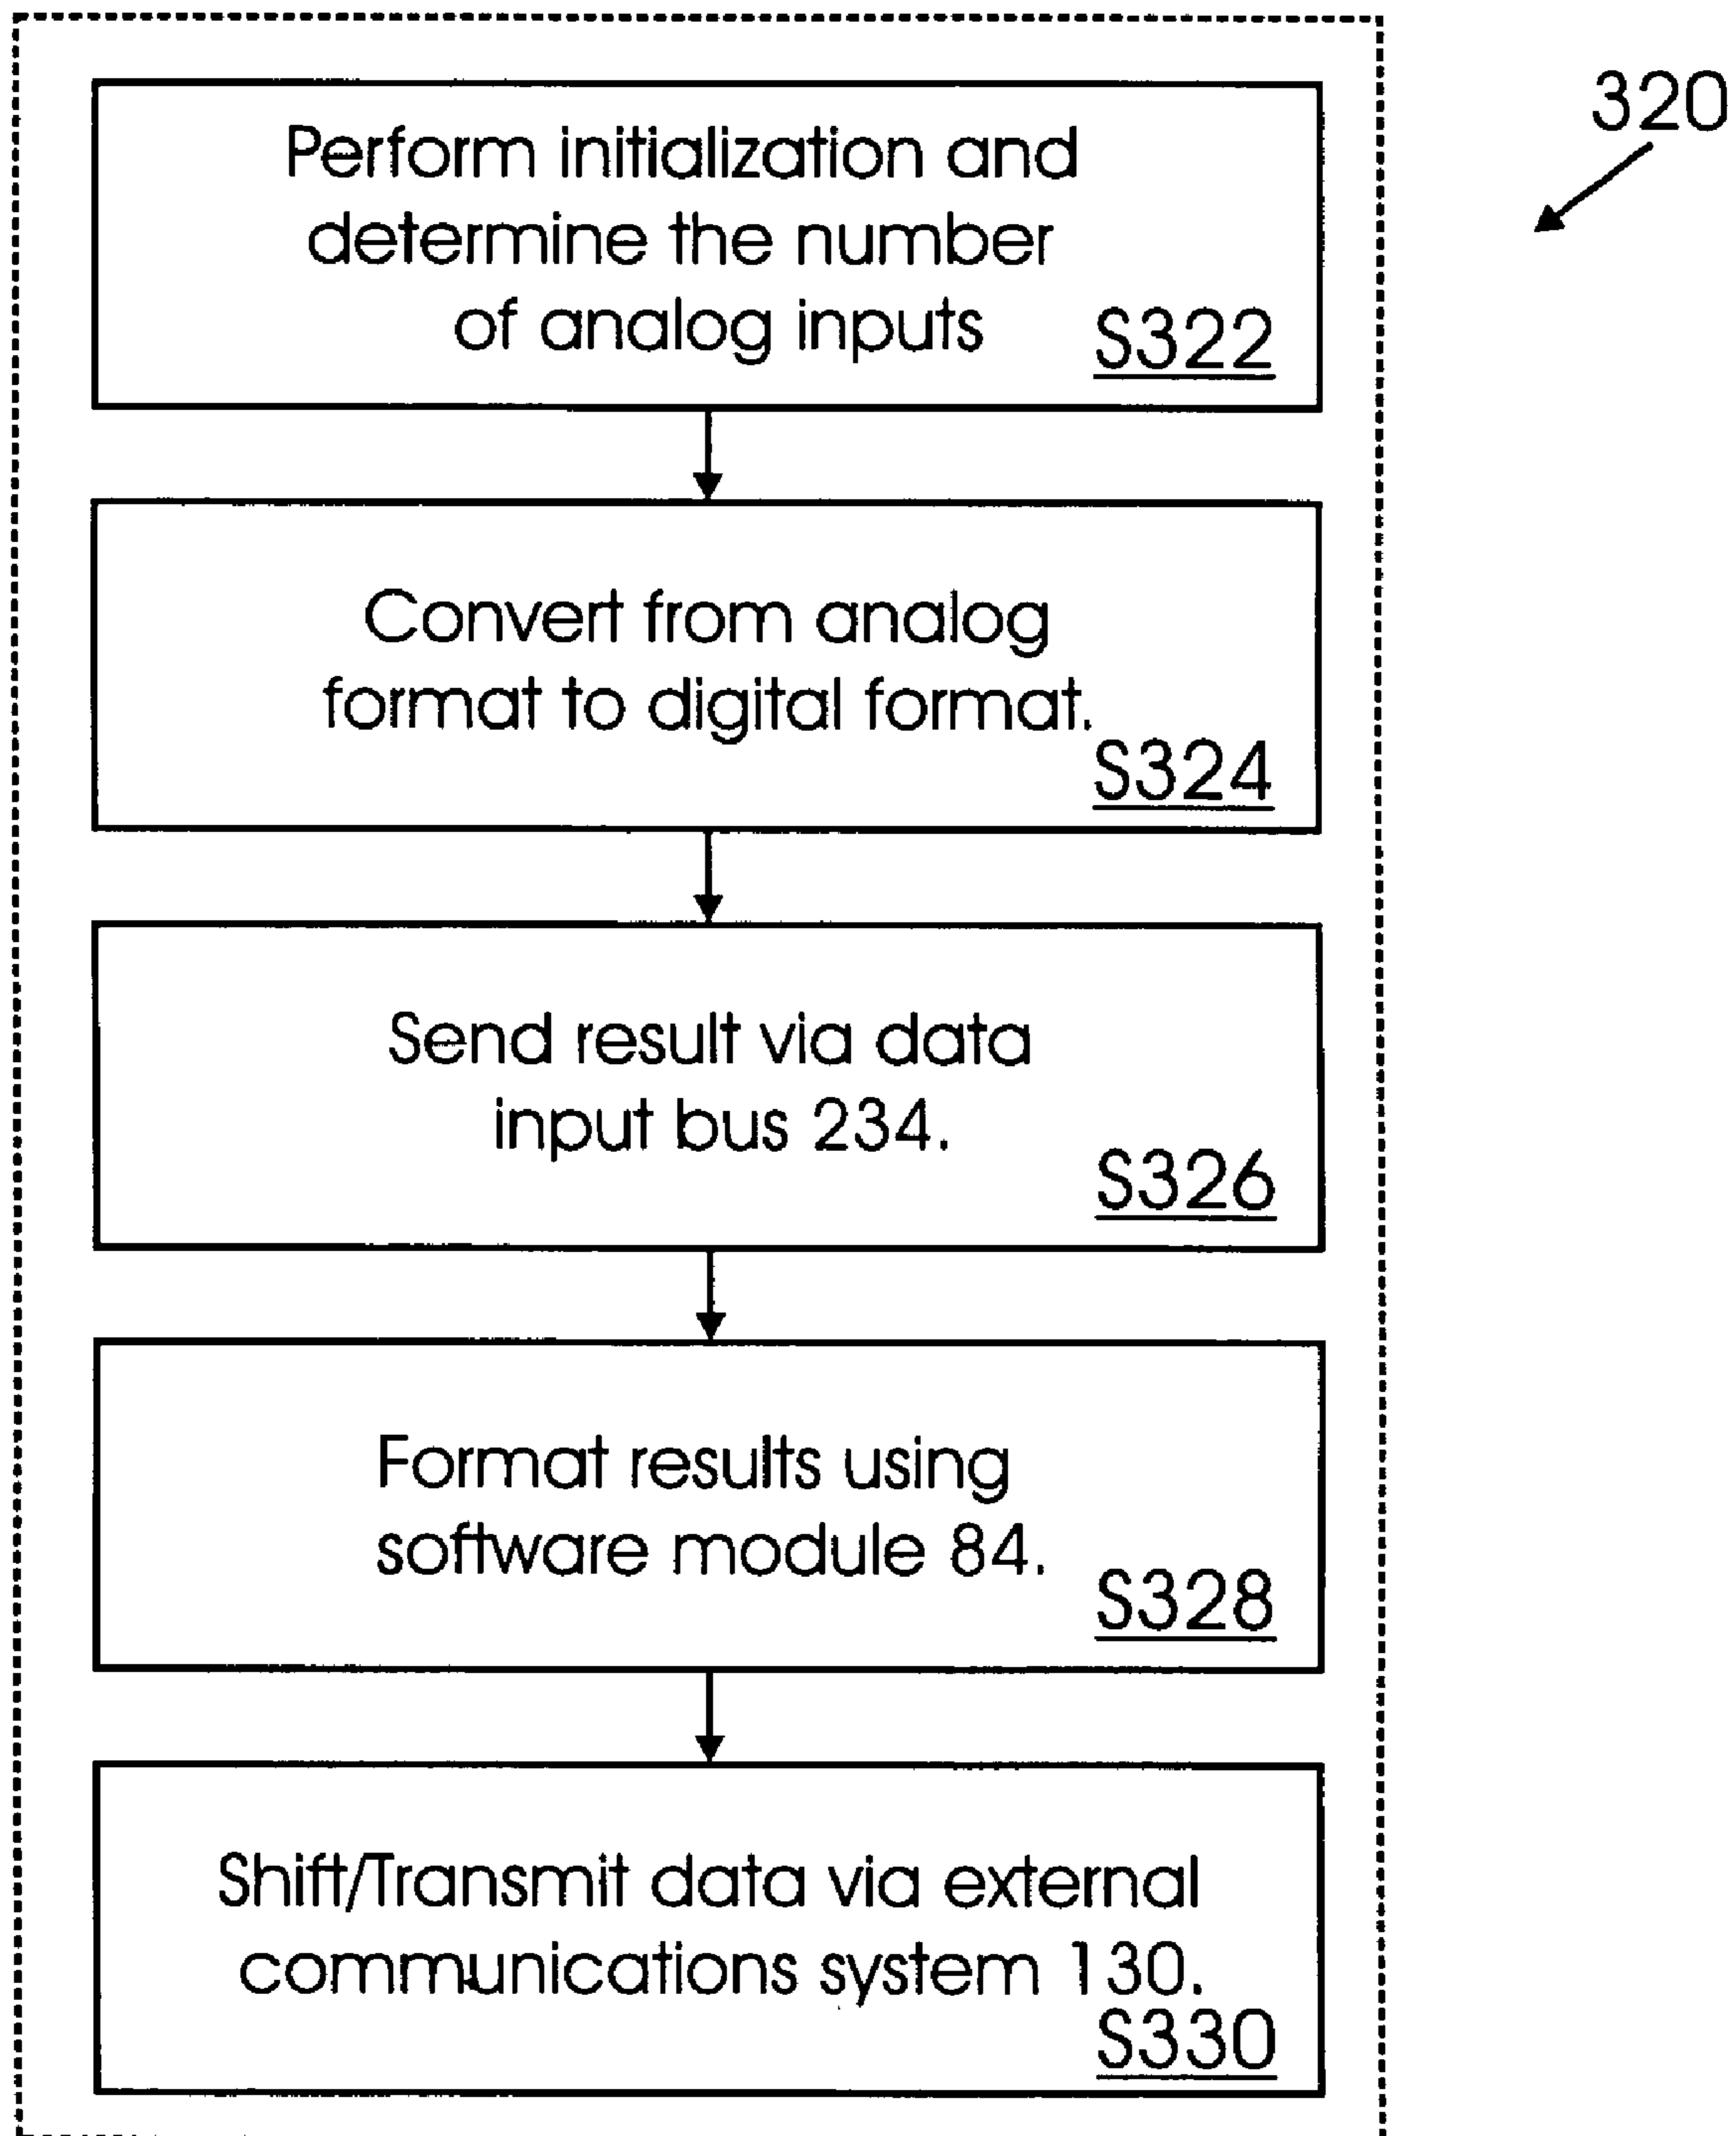 320
Perform initialization and
determine the number
of analog inputs
S322
Convert from analog
format to digital format.
S324
Send result via data
input bus 234.
S326
Format results using
software module 84.
S328
Shift/Transmit data via external
communications system 130.
S330